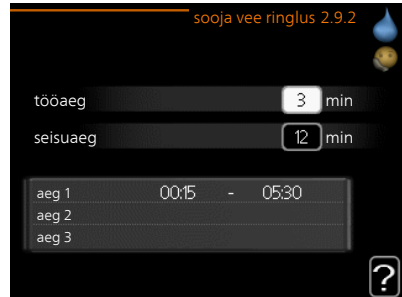 sooja vee ringlus 2.9.2
tööaeg 3 min
seisuaeg 12 min
aeg 1 00:15 - 05:30
aeg 2
aeg 3
?